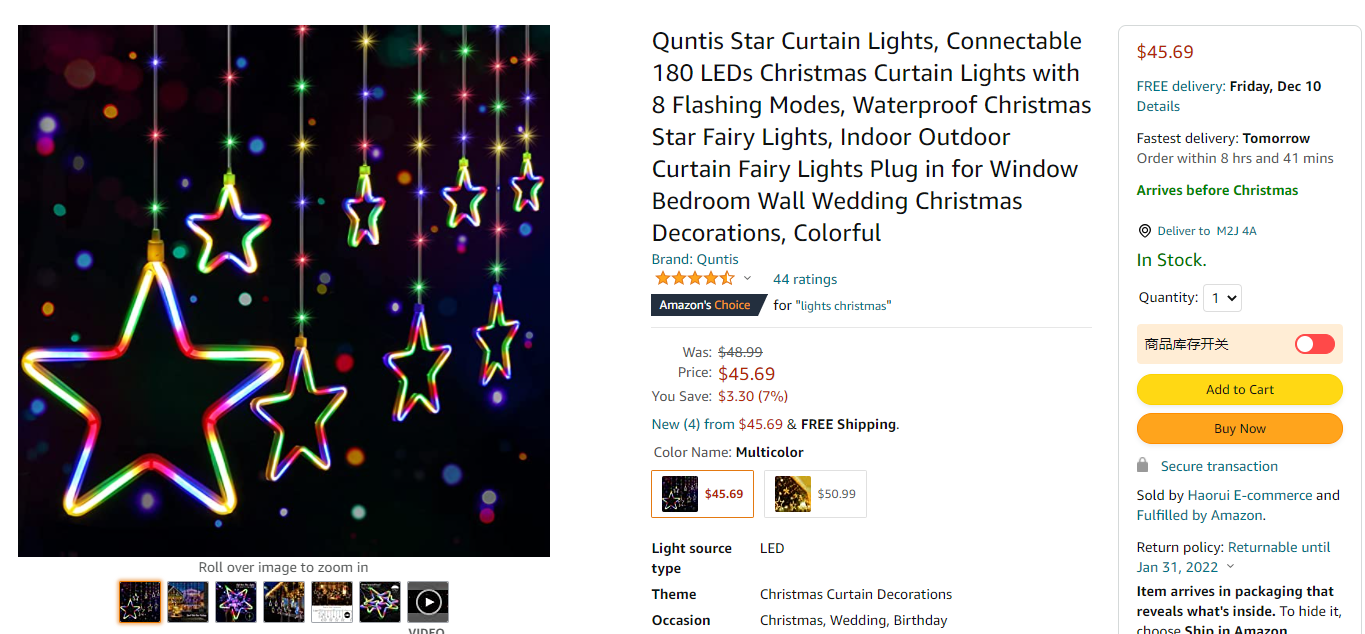 Quntis Star Curtain Lights, Connectable
180 LEDs Christmas Curtain Lights with
8 Flashing Modes, Waterproof Christmas
Star Fairy Lights, Indoor Outdoor
Curtain Fairy Lights Plug in for Window
Bedroom Wall Wedding Christmas
Decorations, Colorful
Brand: Quntis
44 ratings
Amazon's Choice for "lights christmas"
Was: $48.99
Price: $45.69
You Save: $3.30 (7%)
New (4) from $45.69 & FREE Shipping.
Color Name: Multicolor
$45.69
$50.99
Light source type LED
Theme Christmas Curtain Decorations
Occasion Christmas, Wedding, Birthday
Roll over image to zoom in
VIDEO
$45.69
FREE delivery: Friday, Dec 10
Details
Fastest delivery: Tomorrow
Order within 8 hrs and 41 mins
Arrives before Christmas
Deliver to M2J 4A
In Stock.
Quantity: 1
商品库存开关
Add to Cart
Buy Now
Secure transaction
Sold by Haorui E-commerce and
Fulfilled by Amazon.
Return policy: Returnable until
Jan 31, 2022
Item arrives in packaging that
reveals what's inside. To hide it,
choose Ship in Amazon